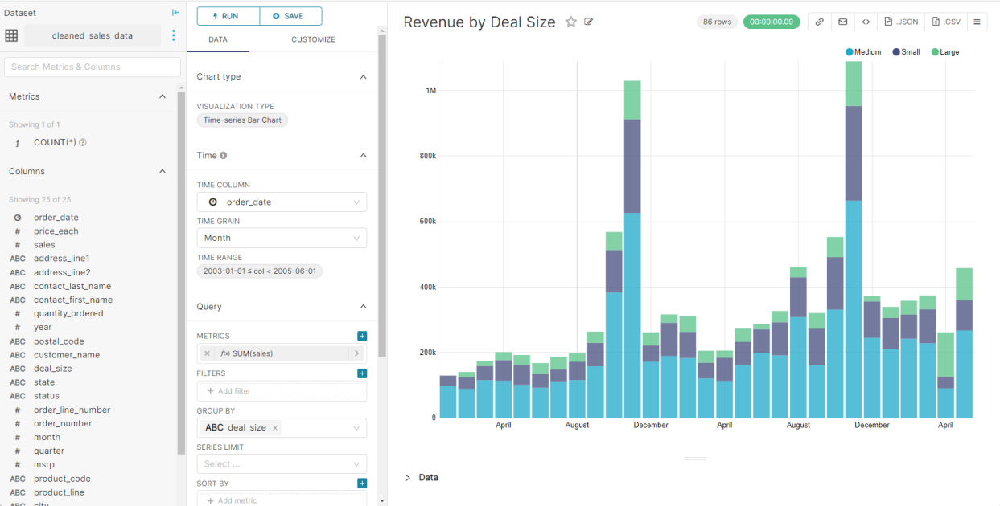 Dataset
cleaned_sales_data
Search Metrics & Columns
Metrics
Showing 1 of 1
ƒ COUNT(*)
Columns
Showing 25 of 25
order_date
# price_each
# sales
ABC address_line1
ABC address_line2
ABC contact_last_name
ABC contact_first_name
# quantity_ordered
# year
ABC postal_code
ABC customer_name
ABC deal_size
ABC state
ABC status
# order_line_number
# order_number
# month
# quarter
# msrp
ABC product_code
ABC product_line
ABC city
RUN
SAVE
DATA
CUSTOMIZE
Chart type
VISUALIZATION TYPE
Time-series Bar Chart
Time
TIME COLUMN
order_date
TIME GRAIN
Month
TIME RANGE
2003-01-01 ≤ col < 2005-06-01
Query
METRICS
× ƒ(x) SUM(sales)
FILTERS
+ Add filter
GROUP BY
ABC deal_size ×
SERIES LIMIT
Select ...
SORT BY
+ Add metric
Revenue by Deal Size
86 rows
00:00:00.09
.JSON
.CSV
Medium
Small
Large
1M
800k
600k
400k
200k
0
April
August
December
April
August
December
April
Data